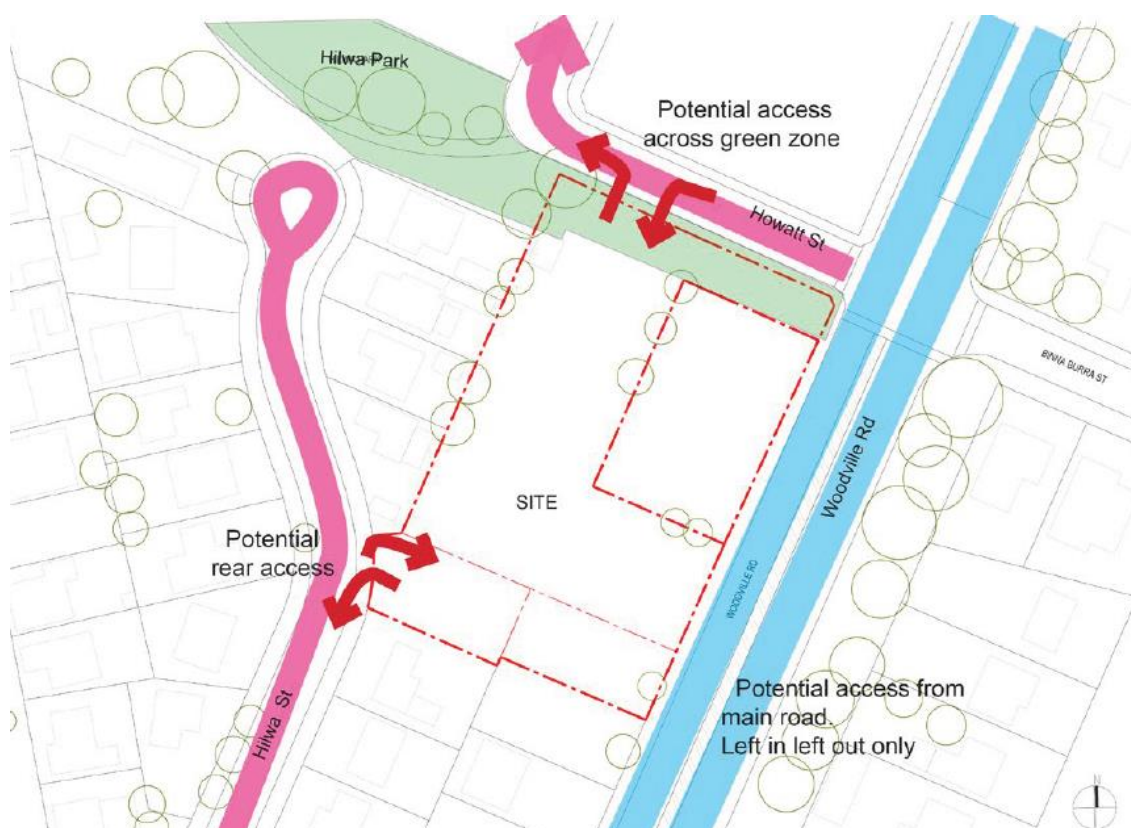 Hilwa Park
Potential access
across green zone
Howatt St
BINNA BURRA ST
Woodville Rd
SITE
Potential
rear access
WOODVILLE RD
Hilwa St
Potential access from
main road.
Left in left out only
N